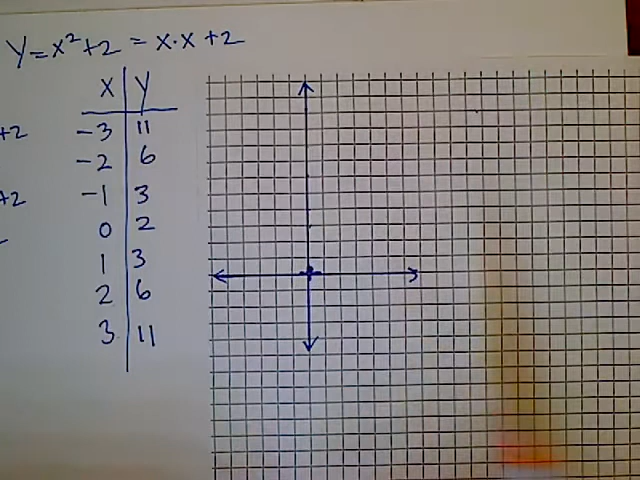 Y=x²+2 = x·x+2
X Y
+2 -3 11
-2 6
+2 -1 3
0 2
1 3
2 6
3 11